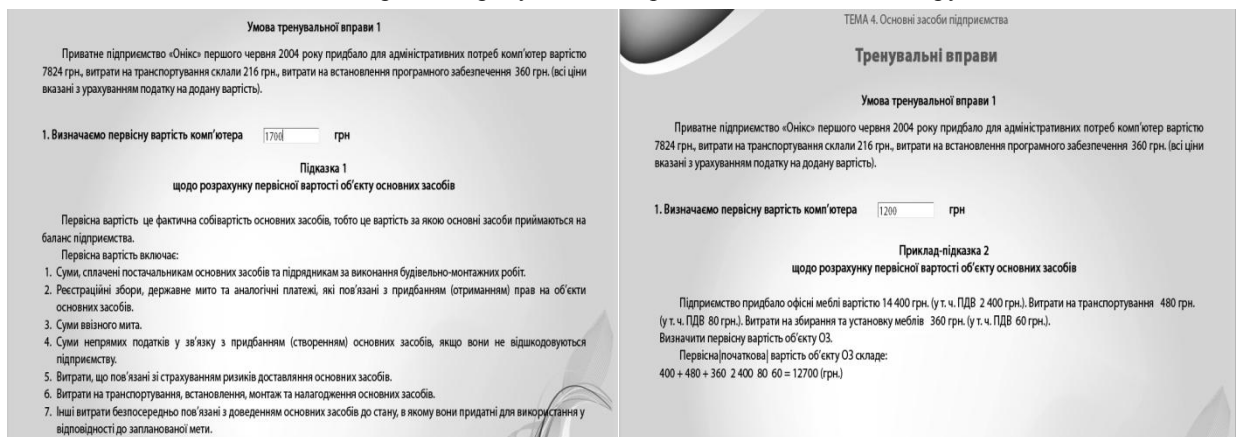 Умова тренувальної вправи 1
Приватне підприємство «Онікс» першого червня 2004 року придбало для адміністративних потреб комп'ютер вартістю
7824 грн., витрати на транспортування склали 216 грн., витрати на встановлення програмного забезпечення 360 грн. (всі ціни
вказані з урахуванням податку на додану вартість).
1. Визначаємо первісну вартість комп'ютера 1700 грн
Підказка 1
щодо розрахунку первісної вартості об'єкту основних засобів
Первісна вартість це фактична собівартість основних засобів, тобто це вартість за якою основні засоби приймаються на
баланс підприємства.
Первісна вартість включає:
1. Суми, сплачені постачальникам основних засобів та підрядникам за виконання будівельно-монтажних робіт.
2. Реєстраційні збори, державне мито та аналогічні платежі, які пов'язані з придбанням (отриманням) прав на об'єкти
основних засобів.
3. Суми ввізного мита.
4. Суми непрямих податків у зв'язку з придбанням (створенням) основних засобів, якщо вони не відшкодовуються
підприємству.
5. Витрати, що пов'язані зі страхуванням ризиків доставляння основних засобів.
6. Витрати на транспортування, встановлення, монтаж та налагодження основних засобів.
7. Інші витрати безпосередньо пов'язані з доведенням основних засобів до стану, в якому вони придатні для використання у
відповідності до запланованої мети.
ТЕМА 4. Основні засоби підприємства
Тренувальні вправи
Умова тренувальної вправи 1
Приватне підприємство «Онікс» першого червня 2004 року придбало для адміністративних потреб комп'ютер вартістю
7824 грн., витрати на транспортування склали 216 грн., витрати на встановлення програмного забезпечення 360 грн. (всі ціни
вказані з урахуванням податку на додану вартість).
1. Визначаємо первісну вартість комп'ютера 1200 грн
Приклад-підказка 2
щодо розрахунку первісної вартості об'єкту основних засобів
Підприємство придбало офісні меблі вартістю 14 400 грн. (у т. ч. ПДВ 2 400 грн.). Витрати на транспортування 480 грн.
(у т. ч. ПДВ 80 грн.). Витрати на збирання та установку меблів 360 грн. (у т. ч. ПДВ 60 грн.).
Визначити первісну вартість об'єкту ОЗ.
Первісна|початкова| вартість об'єкту ОЗ складе:
400 + 480 + 360 2 400 80 60 = 12700 (грн.)